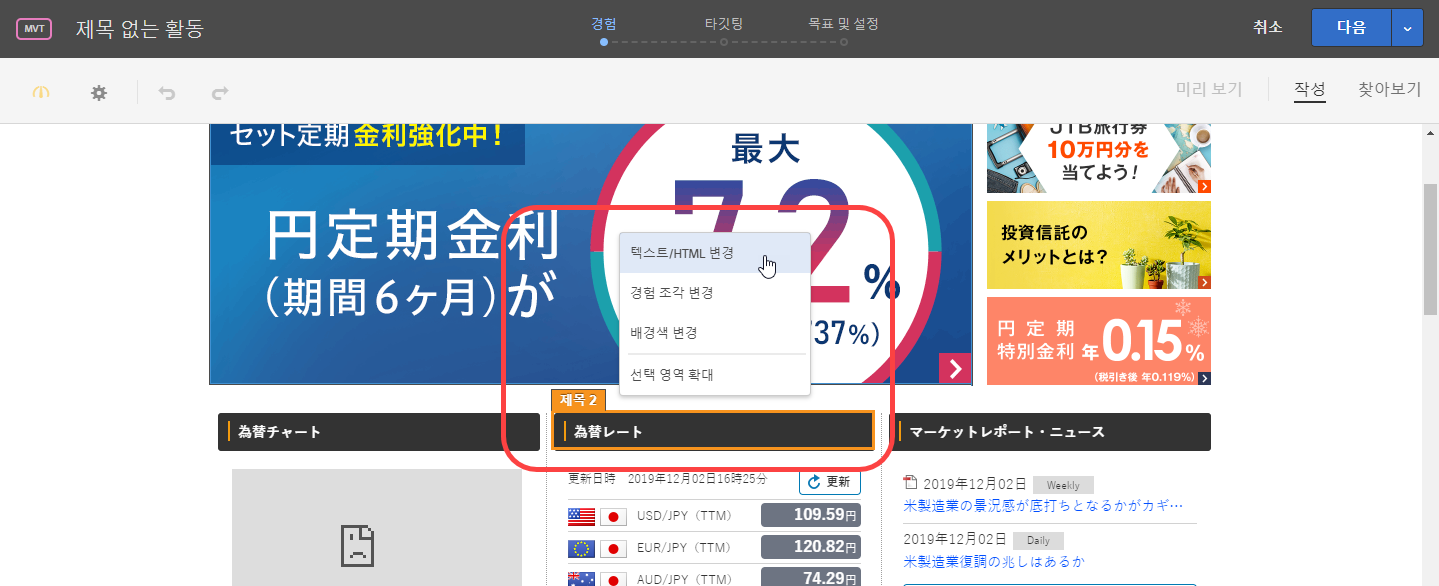 MVT 제목 없는 활동
경험 타깃팅 목표 및 설정
취소 다음
미리 보기 작성 찾아보기
セット定期 金利強化中!
最大
7.2%
円定期金利
(期間6ヶ月)が
37%)
텍스트/HTML 변경
경험 조각 변경
배경색 변경
선택 영역 확대
JTB旅行券
10万円分を
当てよう!
投資信託の
メリットとは?
円定期
特別金利 年0.15%
(税引き後 年0.119%)
제목 2
為替チャート
為替レート
マーケットレポート・ニュース
更新日時 2019年12月02日16時25分
更新
USD/JPY (TTM) 109.59円
EUR/JPY (TTM) 120.82円
AUD/JPY (TTM) 74.29円
2019年12月02日 Weekly
米製造業の景況感が底打ちとなるかがカギ…
2019年12月02日 Daily
米製造業復調の兆しはあるか